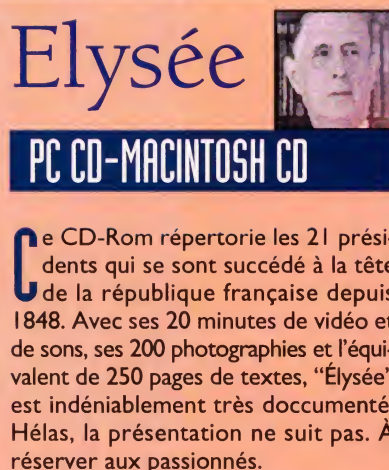 Elysée
PC CD-MACINTOSH CD
Ce CD-Rom répertorie les 21 prési-
dents qui se sont succédé à la tête
de la république française depuis
1848. Avec ses 20 minutes de vidéo et
de sons, ses 200 photographies et l'équi-
valent de 250 pages de textes, “Élysée”
est indéniablement très doccumenté.
Hélas, la présentation ne suit pas. À
réserver aux passionnés.